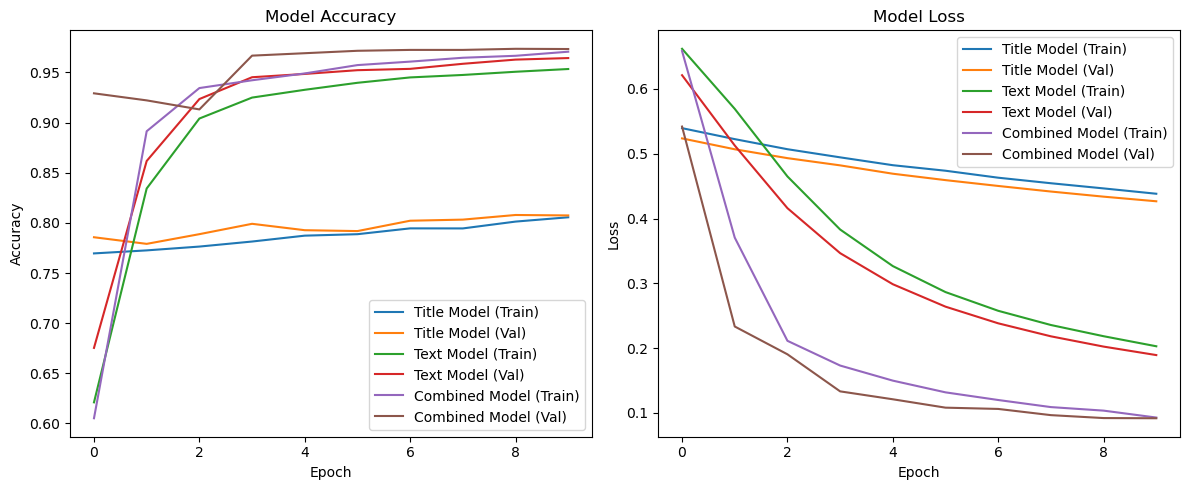 Model Accuracy
Accuracy
0.95
0.90
0.85
0.80
0.75
0.70
0.65
0.60
Title Model (Train)
Title Model (Val)
Text Model (Train)
Text Model (Val)
Combined Model (Train)
Combined Model (Val)
0 2 4 6 8
Epoch
Model Loss
Loss
0.6
0.5
0.4
0.3
0.2
0.1
Title Model (Train)
Title Model (Val)
Text Model (Train)
Text Model (Val)
Combined Model (Train)
Combined Model (Val)
0 2 4 6 8
Epoch